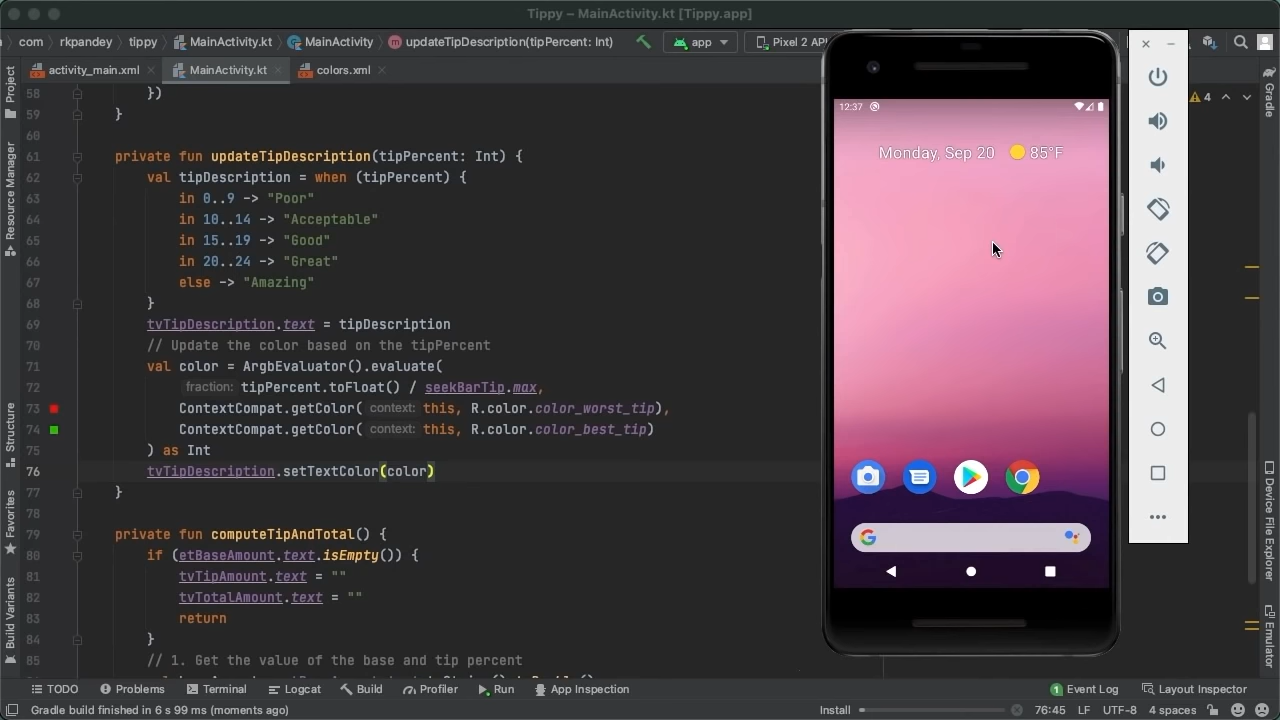 Tippy – MainActivity.kt [Tippy.app]
com rkpandey tippy MainActivity.kt MainActivity updateTipDescription(tipPercent: Int) app Pixel 2 API
activity_main.xml MainActivity.kt colors.xml
4
Project
Resource Manager
Structure
Favorites
Build Variants
Gradle
Device File Explorer
Emulator
58 })
59 }
60
61 private fun updateTipDescription(tipPercent: Int) {
62 val tipDescription = when (tipPercent) {
63 in 0..9 -> "Poor"
64 in 10..14 -> "Acceptable"
65 in 15..19 -> "Good"
66 in 20..24 -> "Great"
67 else -> "Amazing"
68 }
69 tvTipDescription.text = tipDescription
70 // Update the color based on the tipPercent
71 val color = ArgbEvaluator().evaluate(
72 fraction: tipPercent.toFloat() / seekBarTip.max,
73 ContextCompat.getColor( context: this, R.color.color_worst_tip),
74 ContextCompat.getColor( context: this, R.color.color_best_tip)
75 ) as Int
76 tvTipDescription.setTextColor(color)
77 }
78
79 private fun computeTipAndTotal() {
80 if (etBaseAmount.text.isEmpty()) {
81 tvTipAmount.text = ""
82 tvTotalAmount.text = ""
83 return
84 }
85 // 1. Get the value of the base and tip percent
12:37
Monday, Sep 20 85°F
TODO Problems Terminal Logcat Build Profiler Run App Inspection 1 Event Log Layout Inspector
Gradle build finished in 6 s 99 ms (moments ago) Install 76:45 LF UTF-8 4 spaces